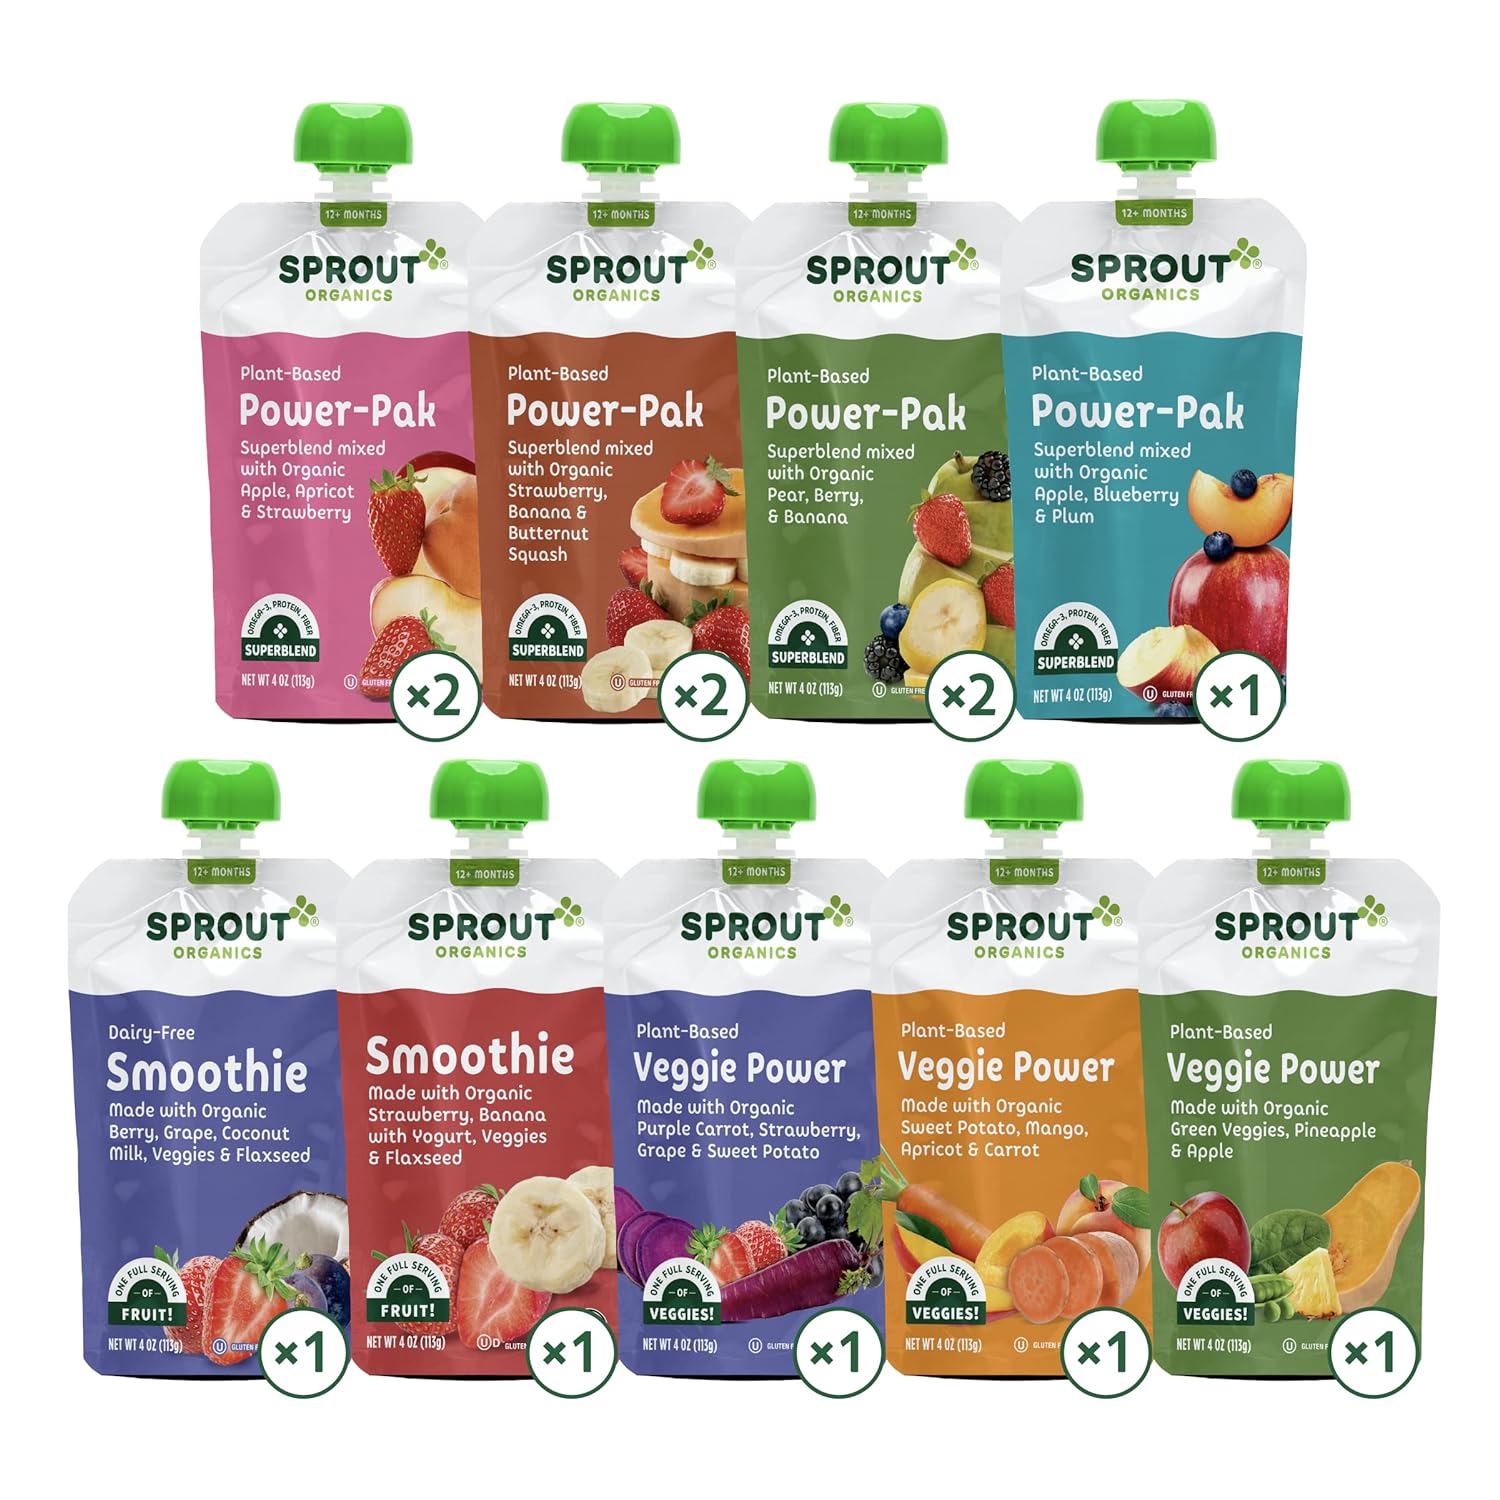 12+ MONTHS
SPROUT®
ORGANICS
Plant-Based
Power-Pak
Superblend mixed
with Organic
Apple, Apricot
& Strawberry
OMEGA-3, PROTEIN, FIBER
SUPERBLEND
NET WT 4 OZ (113g)
U GLUTEN
×2
12+ MONTHS
SPROUT®
ORGANICS
Plant-Based
Power-Pak
Superblend mixed
with Organic
Strawberry,
Banana &
Butternut
Squash
OMEGA-3, PROTEIN, FIBER
SUPERBLEND
NET WT 4 OZ (113g)
U GLUTEN
×2
12+ MONTHS
SPROUT®
ORGANICS
Plant-Based
Power-Pak
Superblend mixed
with Organic
Pear, Berry,
& Banana
OMEGA-3, PROTEIN, FIBER
SUPERBLEND
NET WT 4 OZ (113g)
U GLUTEN
×2
12+ MONTHS
SPROUT®
ORGANICS
Plant-Based
Power-Pak
Superblend mixed
with Organic
Apple, Blueberry
& Plum
OMEGA-3, PROTEIN, FIBER
SUPERBLEND
NET WT 4 OZ (113g)
U GLUTEN
×1
12+ MONTHS
SPROUT®
ORGANICS
Dairy-Free
Smoothie
Made with Organic
Berry, Grape, Coconut
Milk, Veggies & Flaxseed
ONE FULL SERVING
-OF-
FRUIT!
NET WT 4 OZ (113g)
U GLUTEN
×1
12+ MONTHS
SPROUT®
ORGANICS
Smoothie
Made with Organic
Strawberry, Banana
with Yogurt, Veggies
& Flaxseed
ONE FULL SERVING
-OF-
FRUIT!
NET WT 4 OZ (113g)
UD GLUTEN
×1
12+ MONTHS
SPROUT®
ORGANICS
Plant-Based
Veggie Power
Made with Organic
Purple Carrot, Strawberry,
Grape & Sweet Potato
ONE FULL SERVING
-OF-
VEGGIES!
NET WT 4 OZ (113g)
U GLUTEN
×1
12+ MONTHS
SPROUT®
ORGANICS
Plant-Based
Veggie Power
Made with Organic
Sweet Potato, Mango,
Apricot & Carrot
ONE FULL SERVING
-OF-
VEGGIES!
NET WT 4 OZ (113g)
U GLUTEN
×1
12+ MONTHS
SPROUT®
ORGANICS
Plant-Based
Veggie Power
Made with Organic
Green Veggies, Pineapple
& Apple
ONE FULL SERVING
-OF-
VEGGIES!
NET WT 4 OZ (113g)
U GLUTEN
×1